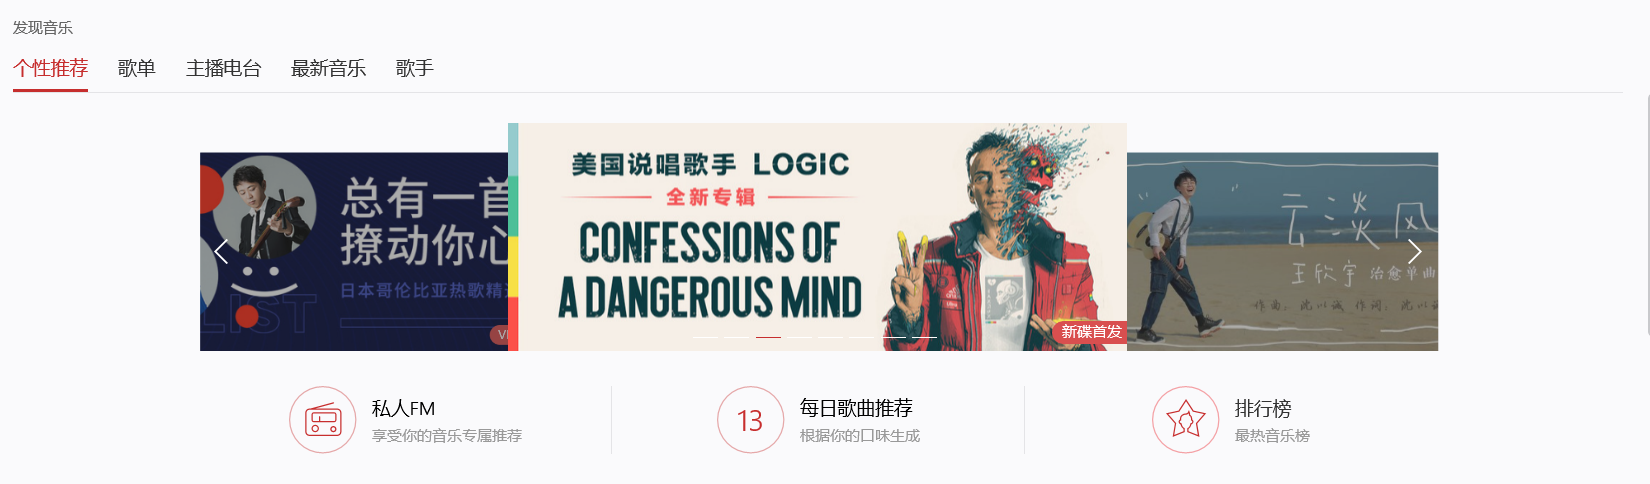 发现音乐
个性推荐 歌单 主播电台 最新音乐 歌手
总有一首
撩动你心
日本哥伦比亚热歌精
LIST
美国说唱歌手 LOGIC
全新专辑
CONFESSIONS OF
A DANGEROUS MIND
新碟首发
云淡风
王欣宇 治愈单曲
作曲：沈以诚 作词：沈以诚
私人FM
享受你的音乐专属推荐
13
每日歌曲推荐
根据你的口味生成
排行榜
最热音乐榜